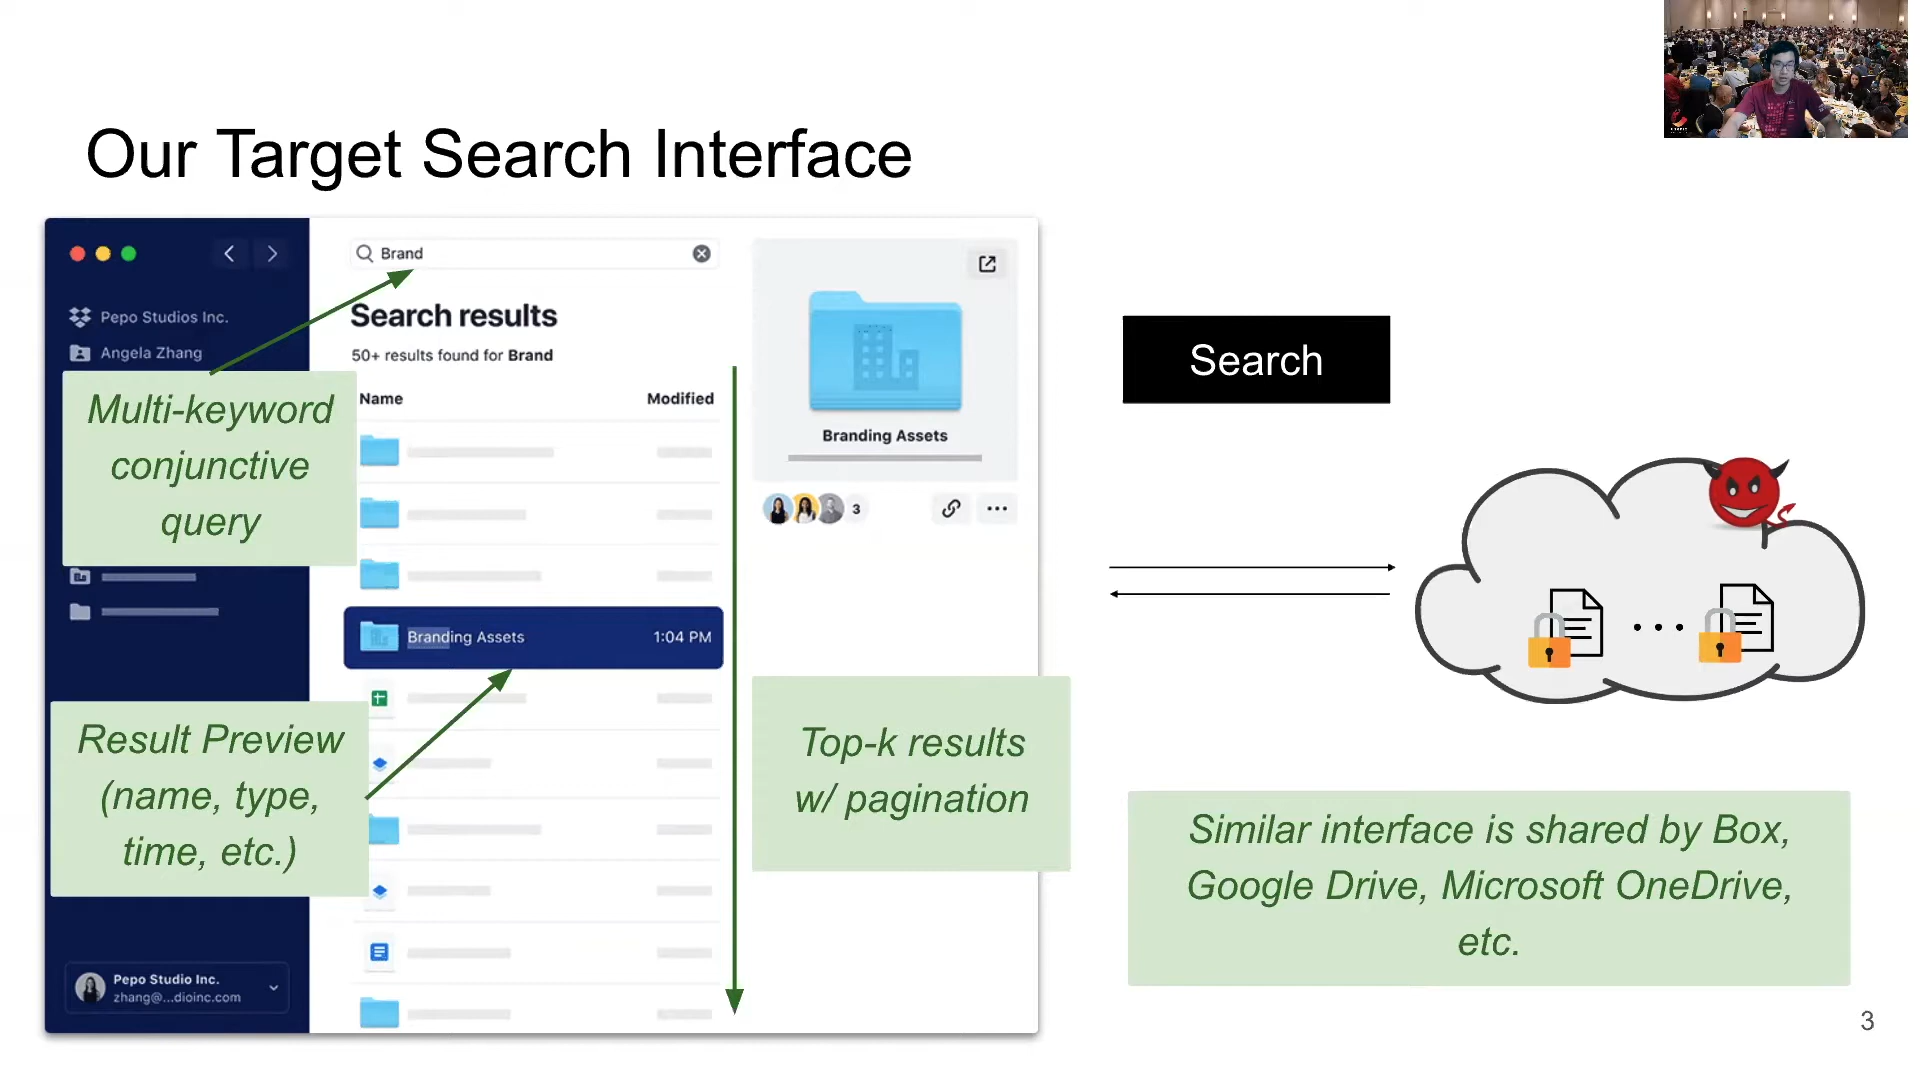 Our Target Search Interface
Brand
Pepo Studios Inc.
Angela Zhang
Search results
50+ results found for Brand
Name
Modified
Multi-keyword
conjunctive
query
Branding Assets
3
Branding Assets
1:04 PM
Result Preview
(name, type,
time, etc.)
Top-k results
w/ pagination
Pepo Studio Inc.
zhang@...dioinc.com
Search
Similar interface is shared by Box,
Google Drive, Microsoft OneDrive,
etc.
3